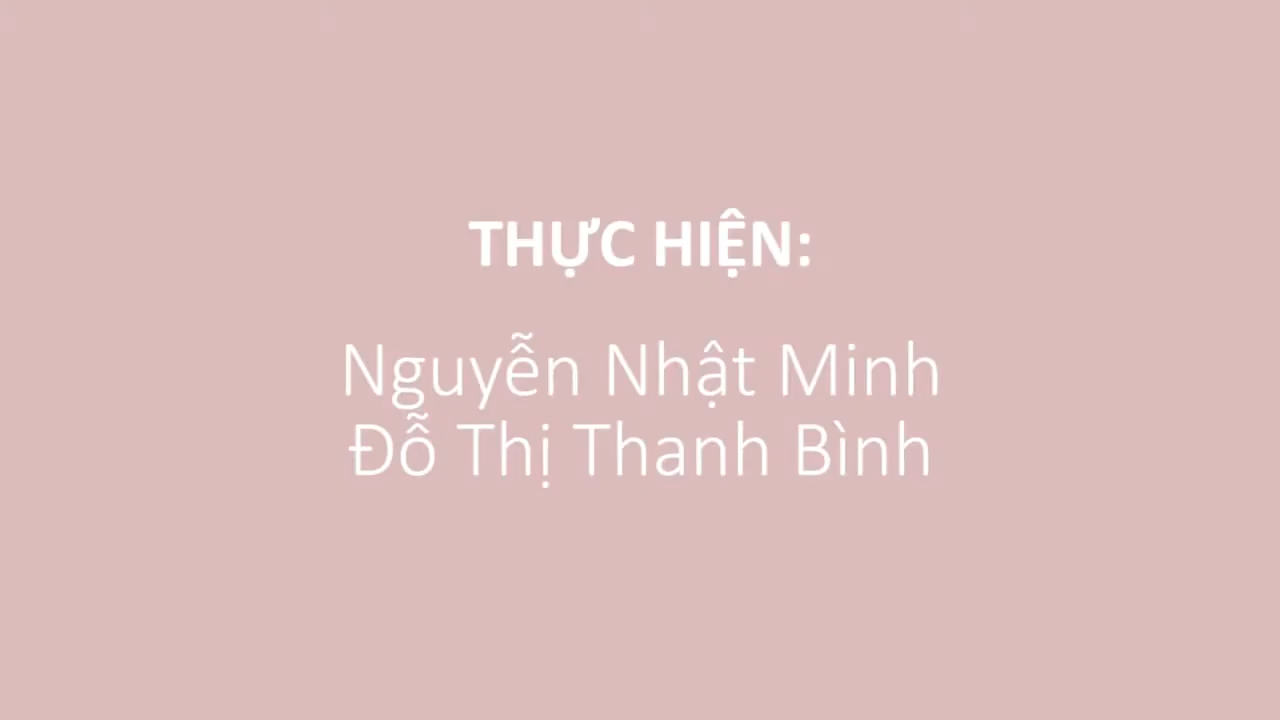 THỰC HIỆN:
Nguyễn Nhật Minh
Đỗ Thị Thanh Bình